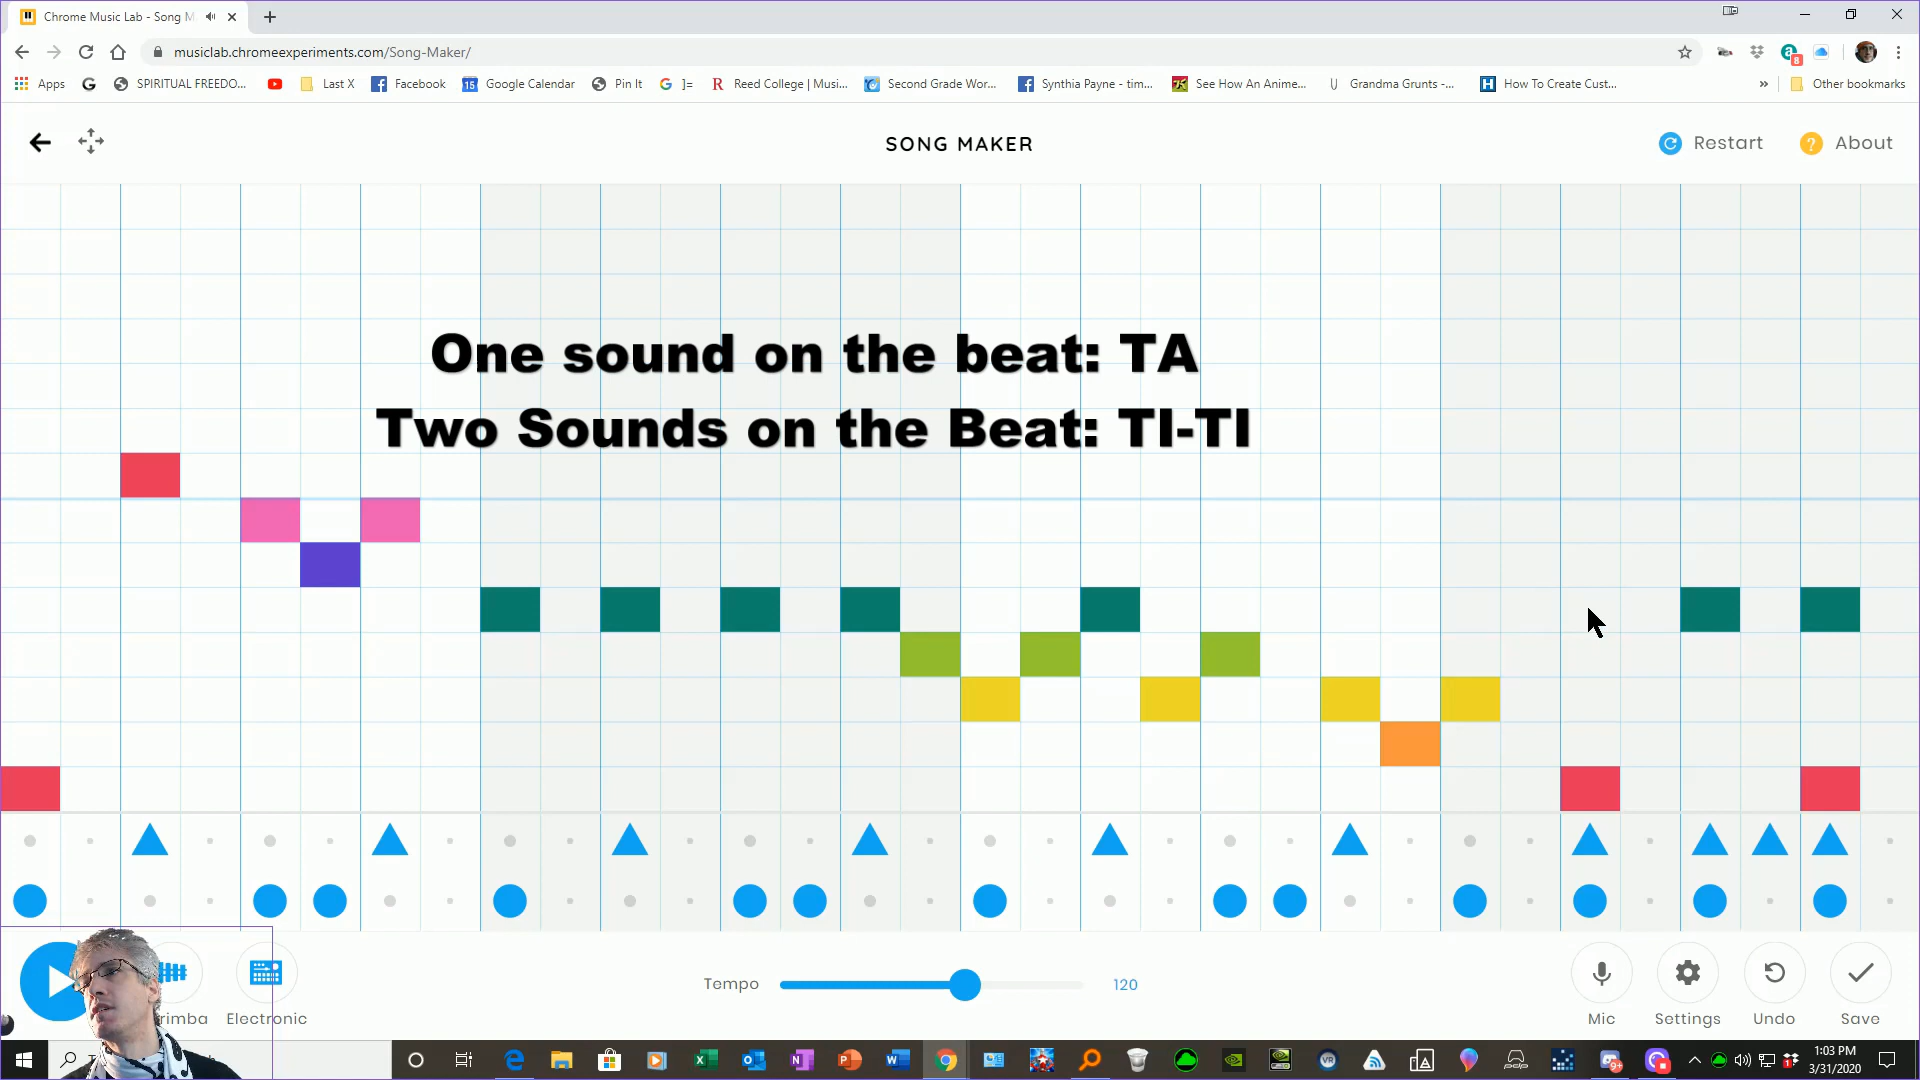 Chrome Music Lab - Song M
musiclab.chromeexperiments.com/Song-Maker/
8
Apps
G
SPIRITUAL FREEDO...
Last X
Facebook
15
Google Calendar
Pin It
G ]=
R Reed College | Musi...
Second Grade Wor...
Synthia Payne - tim...
See How An Anime...
U Grandma Grunts -...
H How To Create Cust...
»
Other bookmarks
SONG MAKER
Restart
? About
One sound on the beat: TA
Two Sounds on the Beat: TI-TI
rimba
Electronic
Tempo
120
Mic
Settings
Undo
Save
1:03 PM
3/31/2020